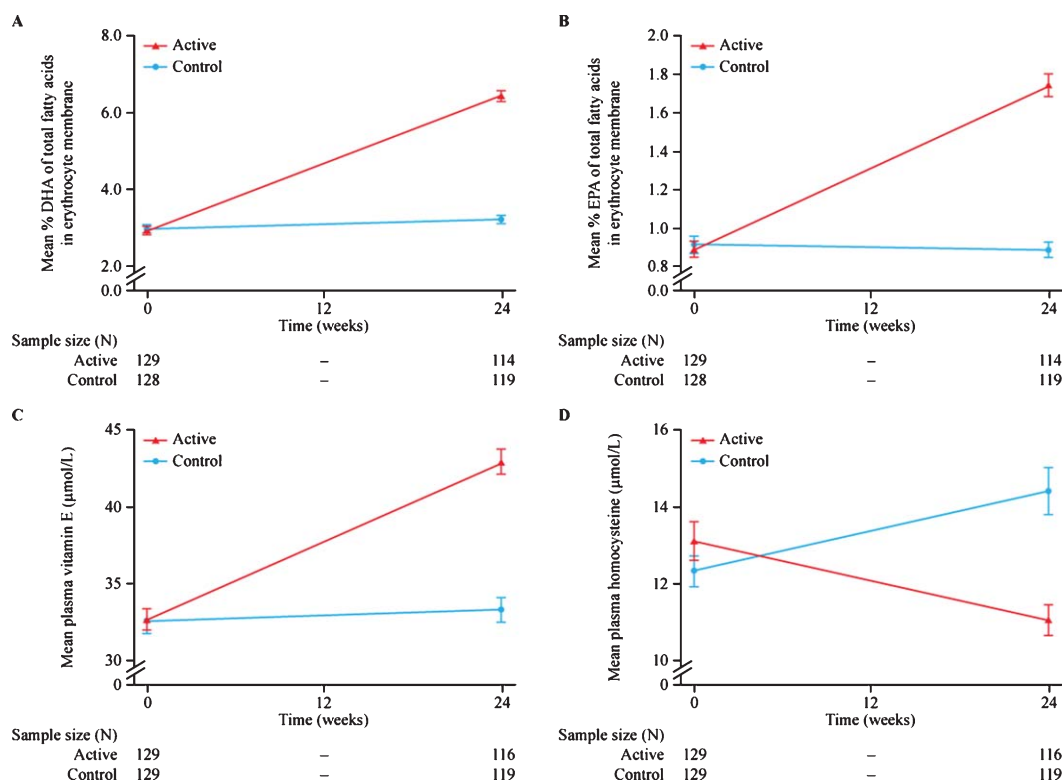 A
Mean % DHA of total fatty acids
in erythrocyte membrane
8.0
6.0
4.0
2.0
0.0
Active
Control
0 12 24
Time (weeks)
Sample size (N)
Active 129 – 114
Control 128 – 119
B
Mean % EPA of total fatty acids
in erythrocyte membrane
2.0
1.8
1.6
1.4
1.2
1.0
0.8
0.0
Active
Control
0 12 24
Time (weeks)
Sample size (N)
Active 129 – 114
Control 128 – 119
C
Mean plasma vitamin E (µmol/L)
45
40
35
30
0
Active
Control
0 12 24
Time (weeks)
Sample size (N)
Active 129 – 116
Control 129 – 119
D
Mean plasma homocysteine (µmol/L)
16
14
12
10
0
Active
Control
0 12 24
Time (weeks)
Sample size (N)
Active 129 – 116
Control 129 – 119